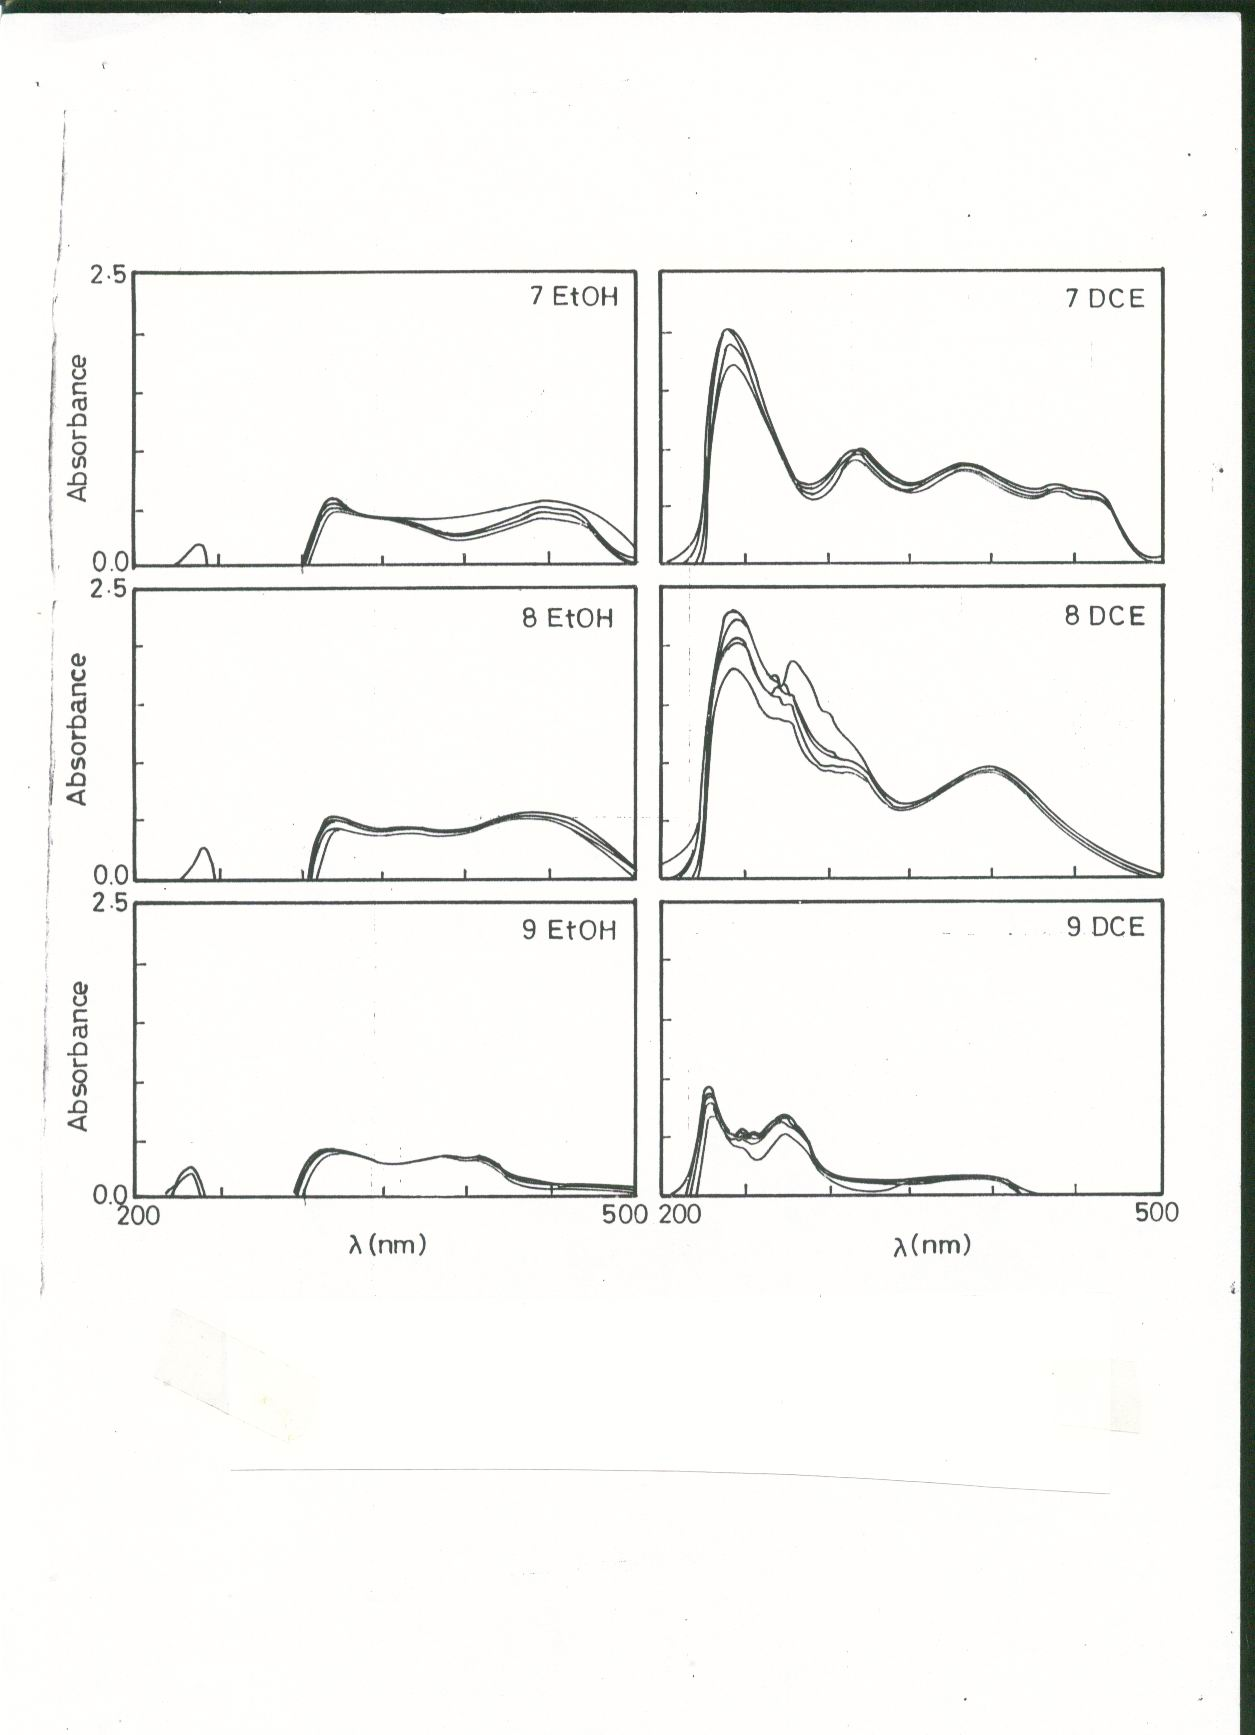 2.5
7 EtOH
7 DCE
Absorbance
0.0
2.5
8 EtOH
8 DCE
Absorbance
0.0
2.5
9 EtOH
9 DCE
Absorbance
0.0
200
500
200
500
λ(nm)
λ(nm)